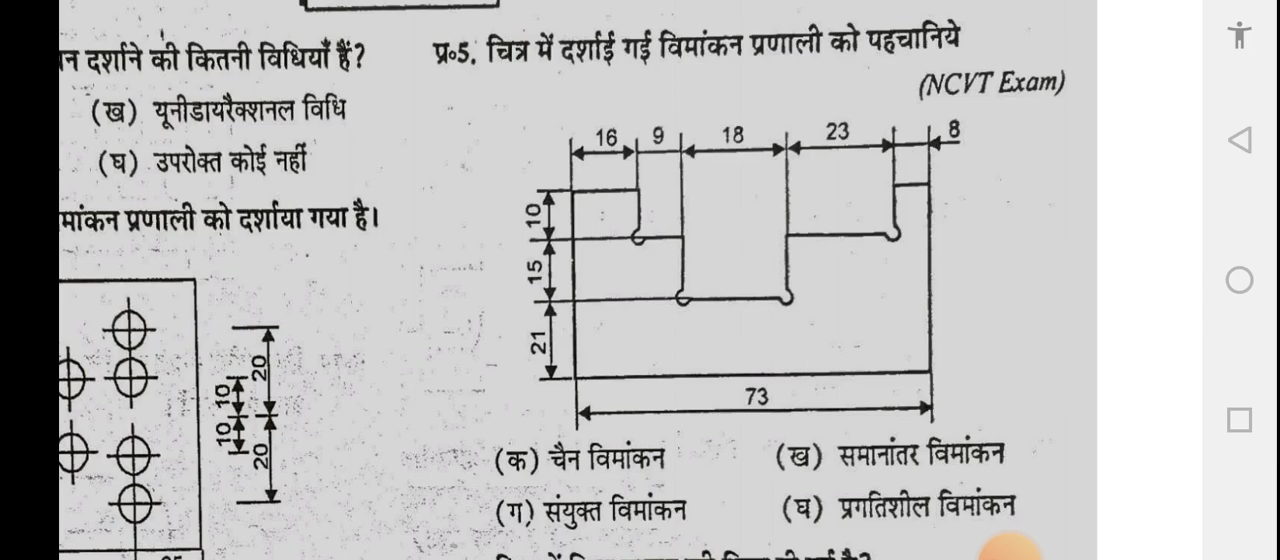 दर्शाने की कितनी विधियाँ हैं?
(ख) यूनीडायरैक्शनल विधि
(घ) उपरोक्त कोई नहीं
मांकन प्रणाली को दर्शाया गया है।
20
10
10
20
प्र०5. चित्र में दर्शाई गई विमांकन प्रणाली को पहचानिये
(NCVT Exam)
16 9 18 23 8
10
15
21
73
(क) चैन विमांकन (ख) समानांतर विमांकन
(ग) संयुक्त विमांकन (घ) प्रगतिशील विमांकन